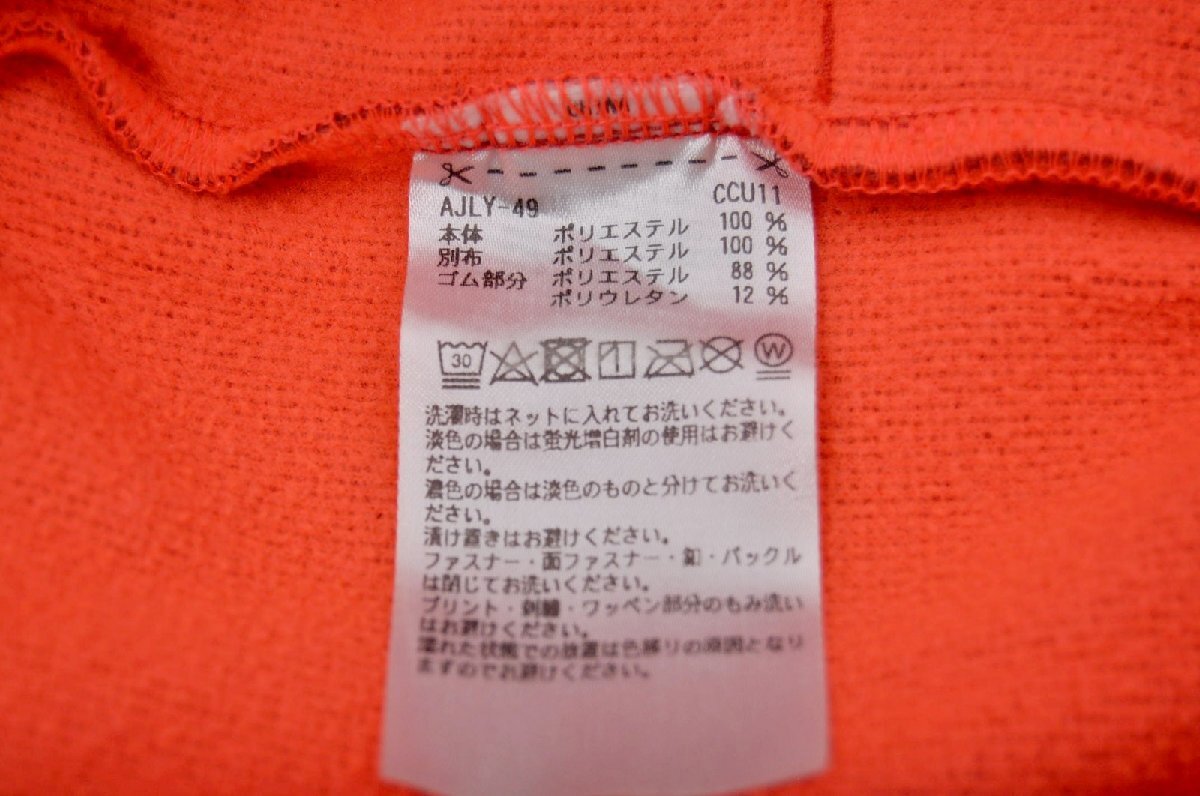 AJLY-49 CCU11
本体 ポリエステル 100 %
別布 ポリエステル 100 %
ゴム部分 ポリエステル 88 %
ポリウレタン 12 %
30 W
洗濯時はネットに入れてお洗いください。
淡色の場合は蛍光増白剤の使用はお避けく
ださい。
濃色の場合は淡色のものと分けてお洗いく
ださい。
漬け置きはお避けください。
ファスナー・面ファスナー・釦・バックル
は閉じてお洗いください。
プリント・刺繍・ワッペン部分のもみ洗い
はお避けください。
濡れた状態での放置は色移りの原因となり
ますのでお避けください。